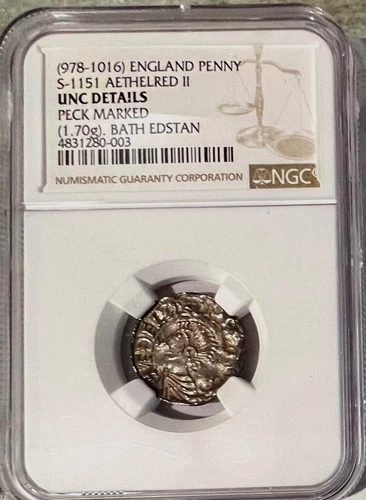 (978-1016) ENGLAND PENNY
S-1151 AETHELRED II
UNC DETAILS
PECK MARKED
(1.70g). BATH EDSTAN
4831280-003
NUMISMATIC GUARANTY CORPORATION
NGC